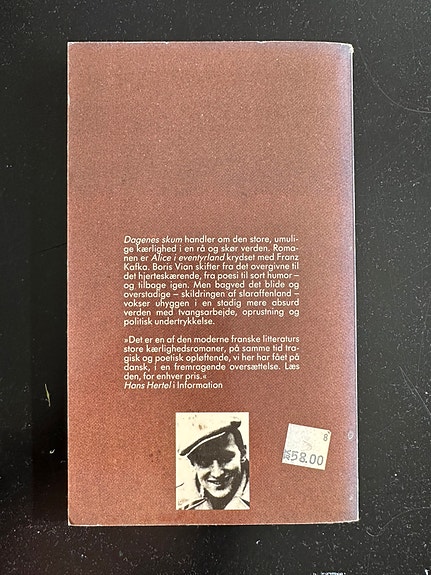 Dagenes skum handler om den store, umuli-
ge kærlighed i en rå og skør verden. Roma-
nen er Alice i eventyrland krydset med Franz
Kafka. Boris Vian skifter fra det overgivne til
det hjerteskærende, fra poesi til sort humor –
og tilbage igen. Men bagved det blide og
overstadige – skildringen af slaraffenland –
vokser uhyggen i en stadig mere absurd
verden med tvangsarbejde, oprustning og
politisk undertrykkelse.
»Det er en af den moderne franske litteraturs
store kærlighedsromaner, på samme tid tra-
gisk og poetisk opløftende, vi her har fået på
dansk, i en fremragende oversættelse. Læs
den, for enhver pris.«
Hans Hertel i Information
8
58.00